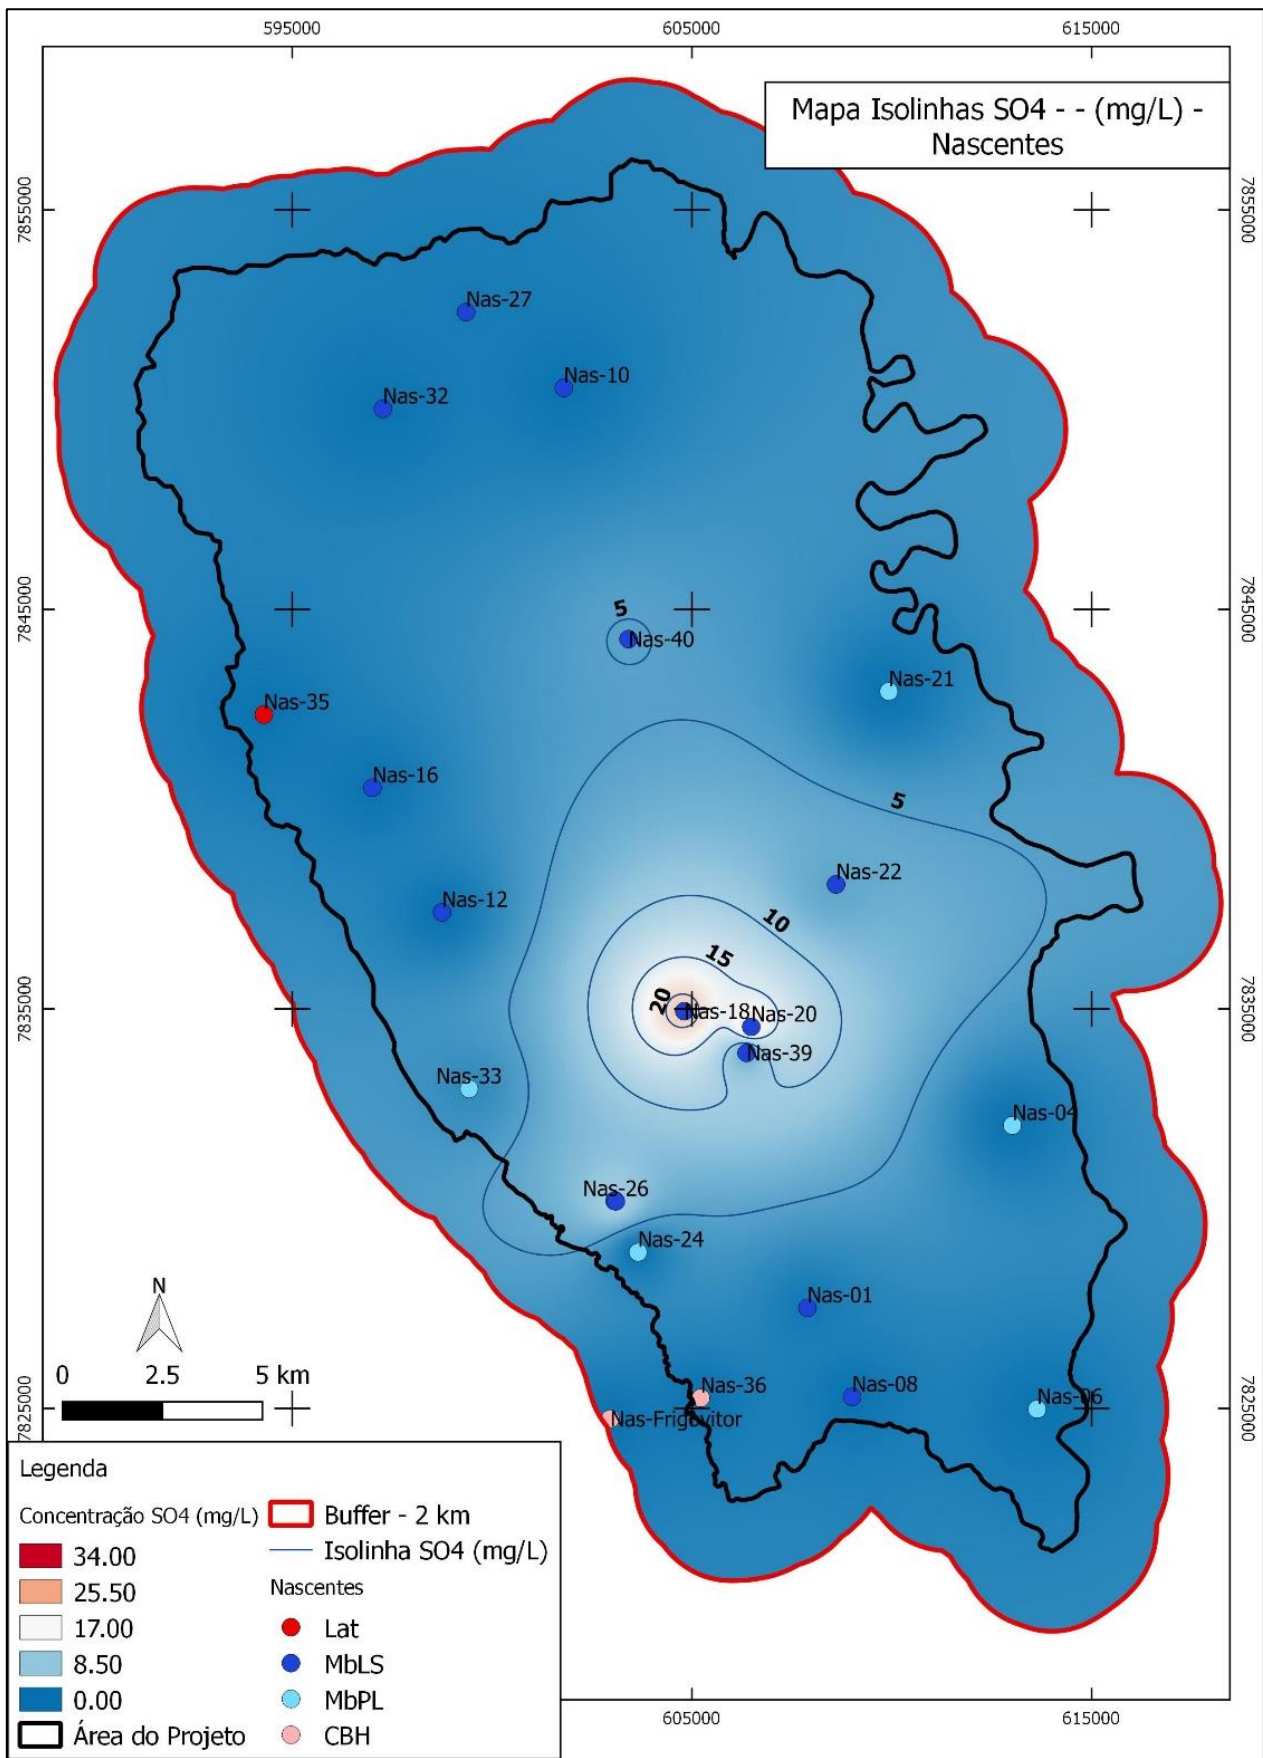 595000
605000
615000
Mapa Isolinhas SO4 - - (mg/L) -
Nascentes
7855000
7855000
Nas-27
Nas-10
Nas-32
7845000
7845000
5
Nas-40
Nas-21
Nas-35
Nas-16
5
Nas-22
Nas-12
10
15
20
Nas-18
Nas-20
7835000
7835000
Nas-39
Nas-33
Nas-04
Nas-26
Nas-24
N
Nas-01
0
2.5
5 km
Nas-36
Nas-08
Nas-06
Nas-Frigovitor
7825000
7825000
Legenda
Concentração SO4 (mg/L)
34.00
25.50
17.00
8.50
0.00
Área do Projeto
Buffer - 2 km
Isolinha SO4 (mg/L)
Nascentes
Lat
MbLS
MbPL
CBH
605000
615000